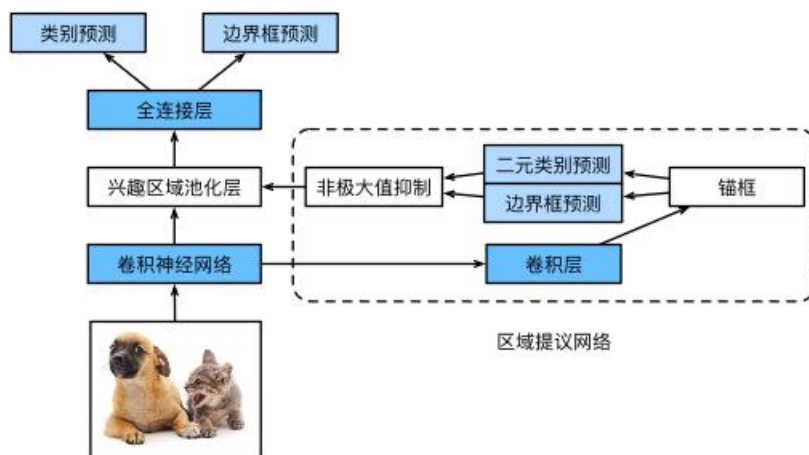 类别预测
边界框预测
全连接层
兴趣区域池化层
非极大值抑制
二元类别预测
边界框预测
锚框
卷积神经网络
卷积层
区域提议网络